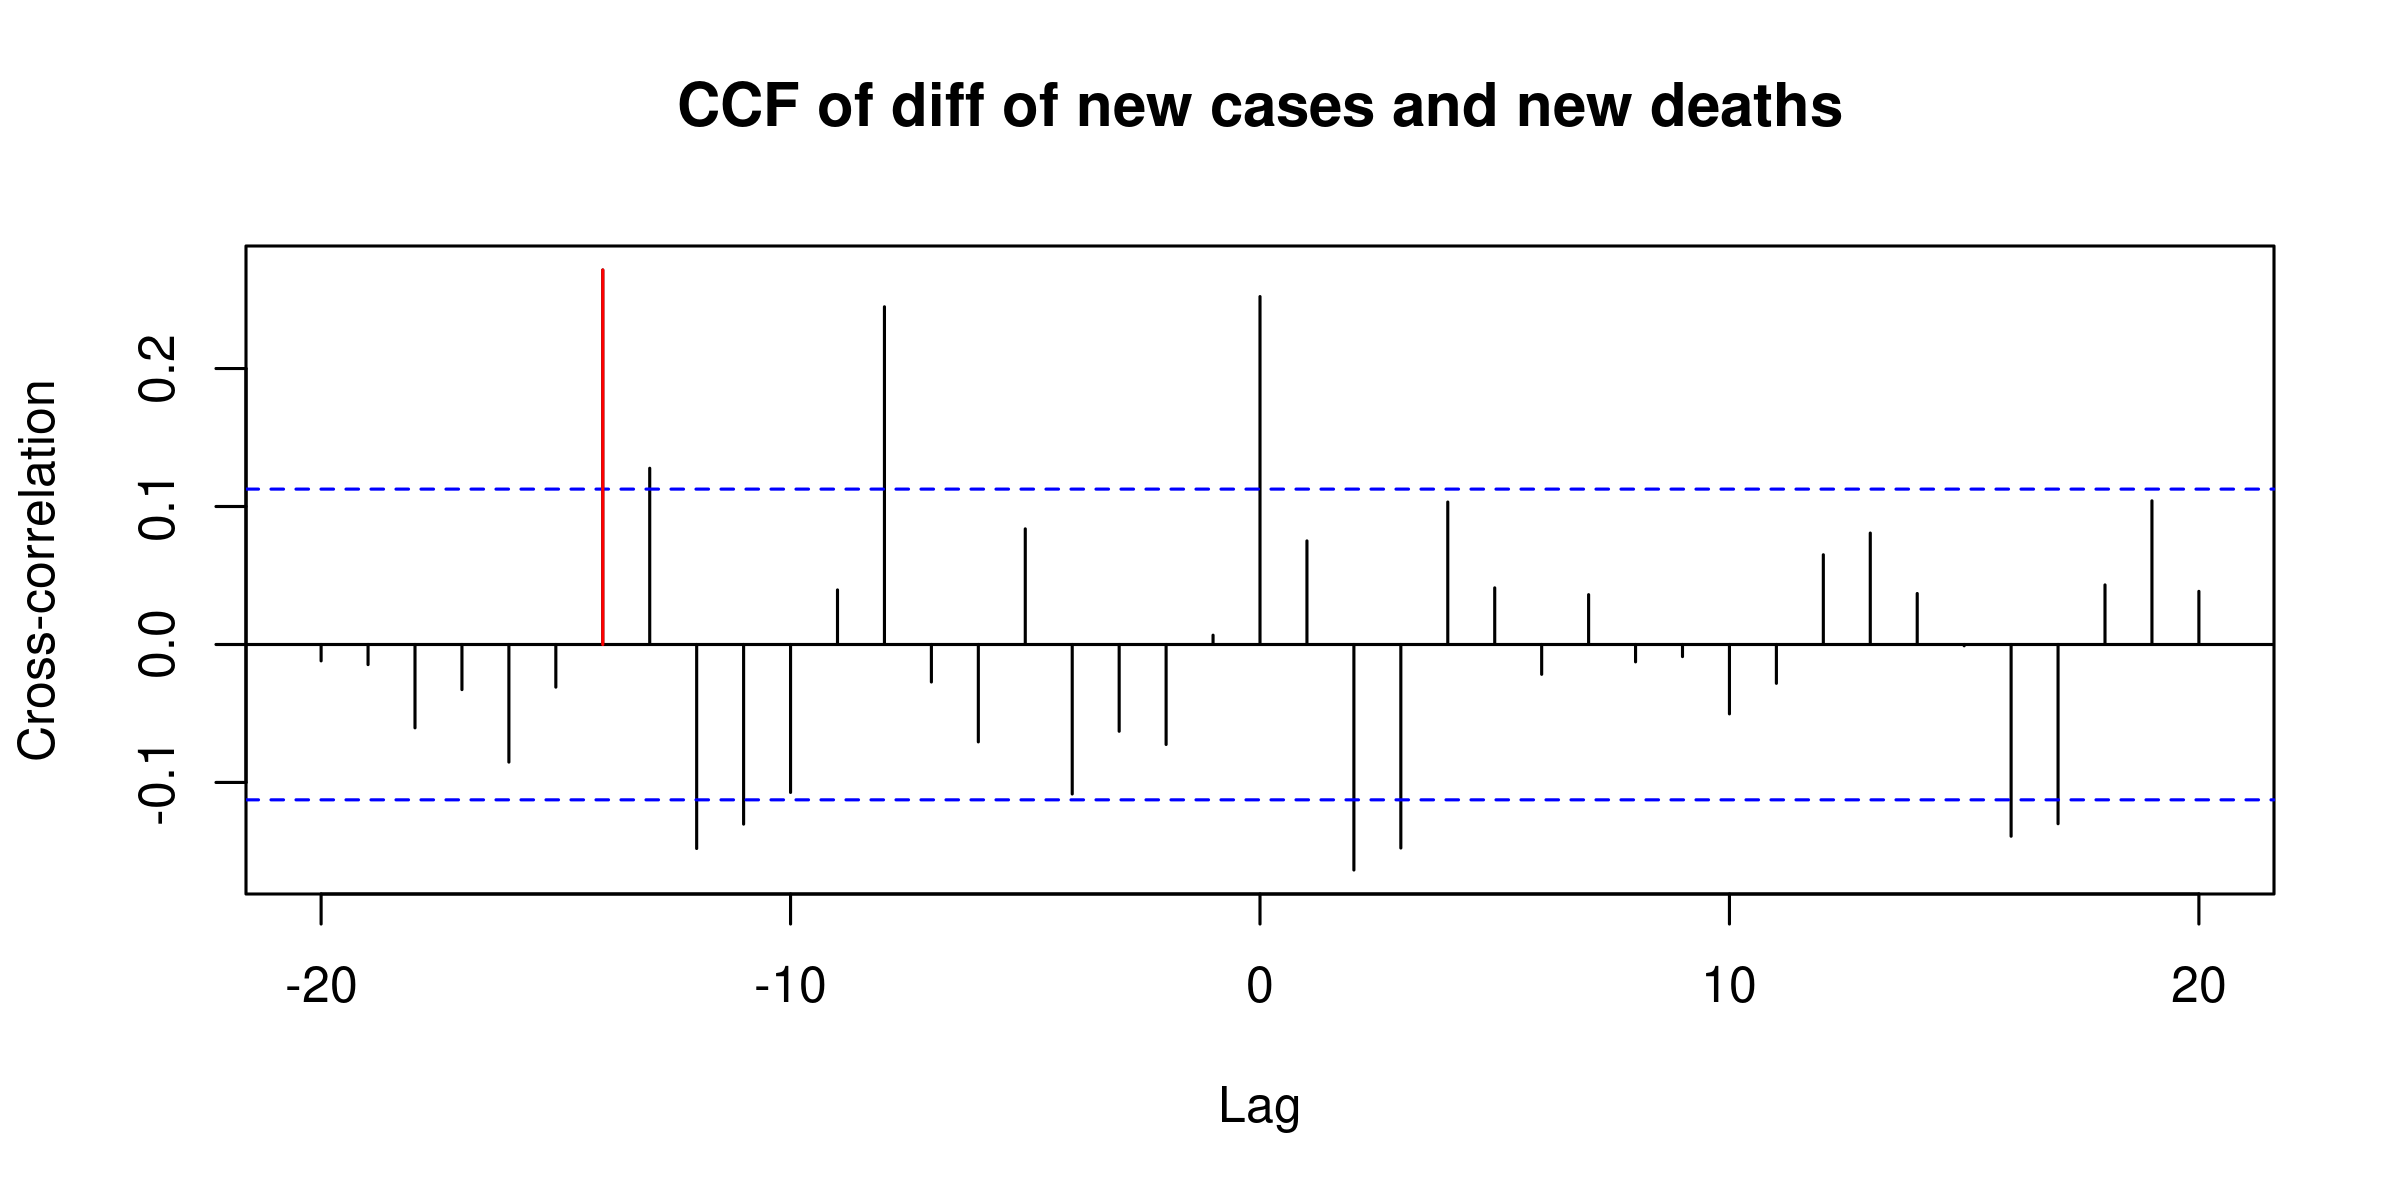 CCF of diff of new cases and new deaths
Cross-correlation
0.2
0.1
0.0
-0.1
-20 -10 0 10 20
Lag